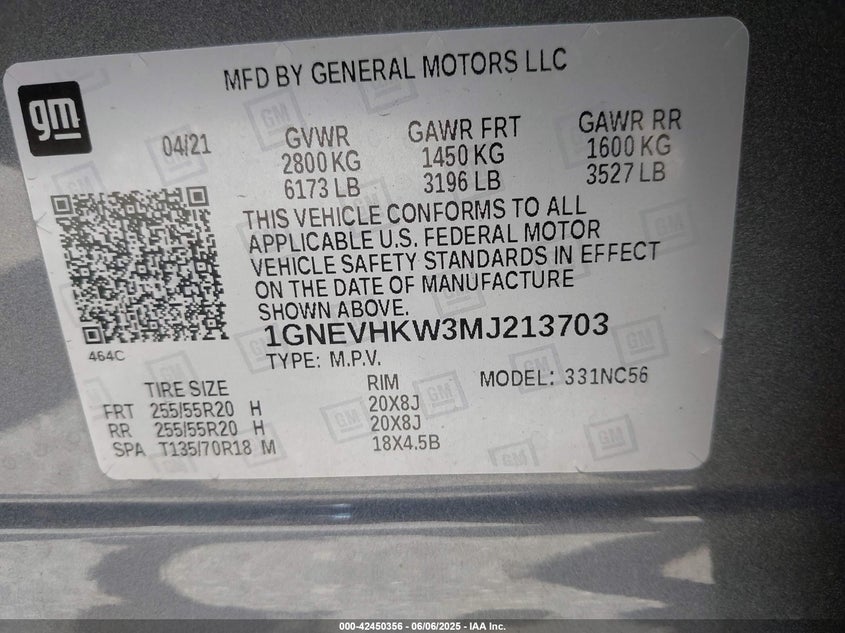 MFD BY GENERAL MOTORS LLC
gm
04/21 GVWR GAWR FRT GAWR RR
2800 KG 1450 KG 1600 KG
6173 LB 3196 LB 3527 LB
THIS VEHICLE CONFORMS TO ALL
APPLICABLE U.S. FEDERAL MOTOR
VEHICLE SAFETY STANDARDS IN EFFECT
ON THE DATE OF MANUFACTURE
SHOWN ABOVE.
1GNEVHKW3MJ213703
464C
TYPE: M.P.V.
TIRE SIZE RIM MODEL: 331NC56
FRT 255/55R20 H 20X8J
RR 255/55R20 H 20X8J
SPA T135/70R18 M 18X4.5B
000-42450356 - 06/06/2025 - IAA Inc.